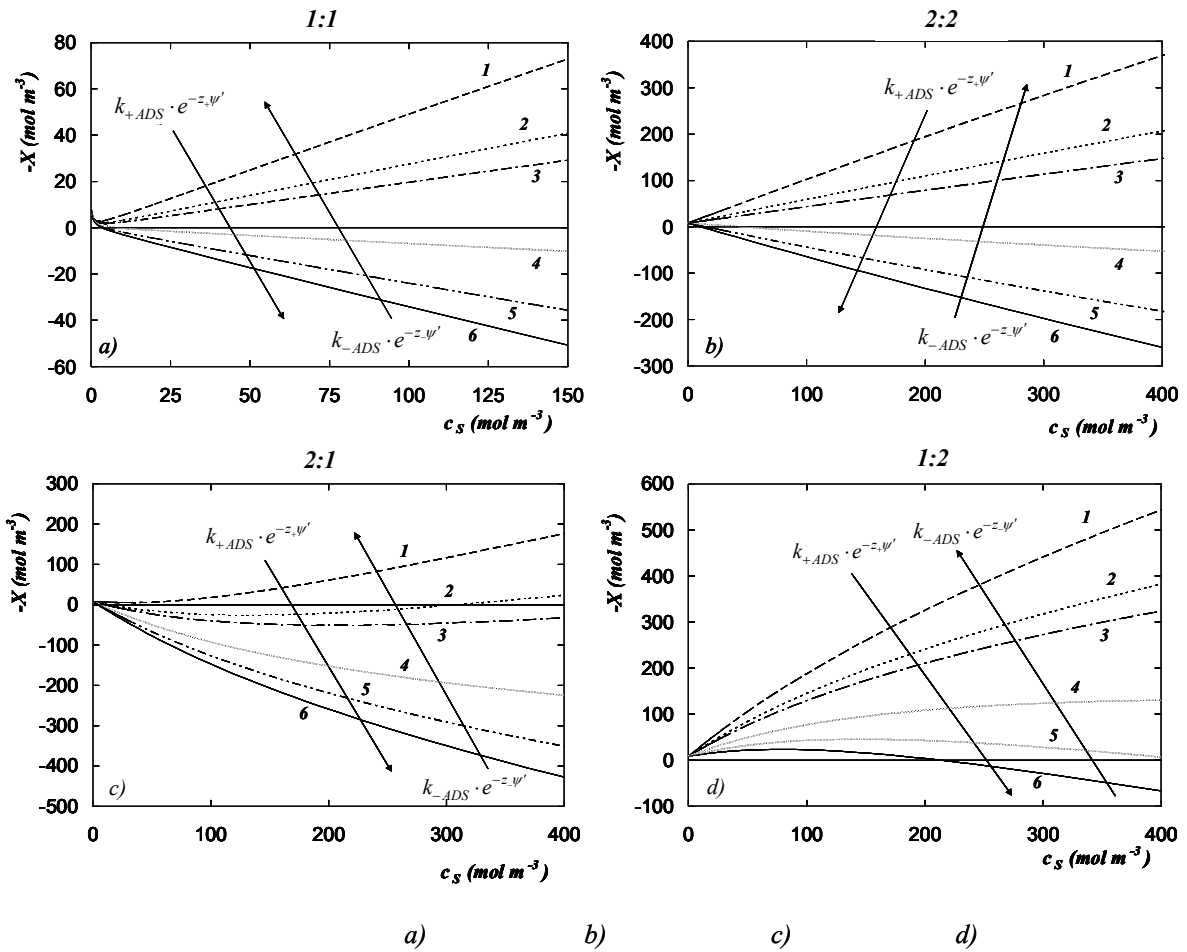 1:1
80
60
40
20
0
-20
-40
-60
-X (mol m⁻³)
k₊ADS · e^(−z₊ψ′)
k₋ADS · e^(−z₋ψ′)
1
2
3
4
5
6
a)
0 25 50 75 100 125 150
c_S (mol m⁻³)
2:2
400
300
200
100
0
-100
-200
-300
-X (mol m⁻³)
k₊ADS · e^(−z₊ψ′)
k₋ADS · e^(−z₋ψ′)
1
2
3
4
5
6
b)
0 100 200 300 400
c_S (mol m⁻³)
2:1
300
200
100
0
-100
-200
-300
-400
-500
-X (mol m⁻³)
k₊ADS · e^(−z₊ψ′)
k₋ADS · e^(−z₋ψ′)
1
2
3
4
5
6
c)
0 100 200 300 400
c_S (mol m⁻³)
1:2
600
500
400
300
200
100
0
-100
-X (mol m⁻³)
k₊ADS · e^(−z₊ψ′)
k₋ADS · e^(−z₋ψ′)
1
2
3
4
5
6
d)
0 100 200 300 400
c_S (mol m⁻³)
a) b) c) d)